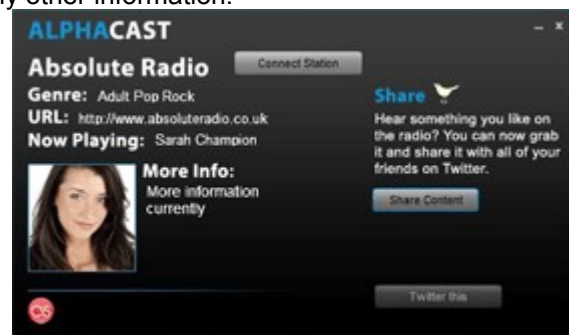 y other information.
ALPHACAST
Absolute Radio
Connect Station
Genre: Adult Pop Rock
URL: http://www.absoluteradio.co.uk
Now Playing: Sarah Champion
More Info:
More information
currently
Share
Hear something you like on
the radio? You can now grab
it and share it with all of your
friends on Twitter.
Share Content
Twitter this